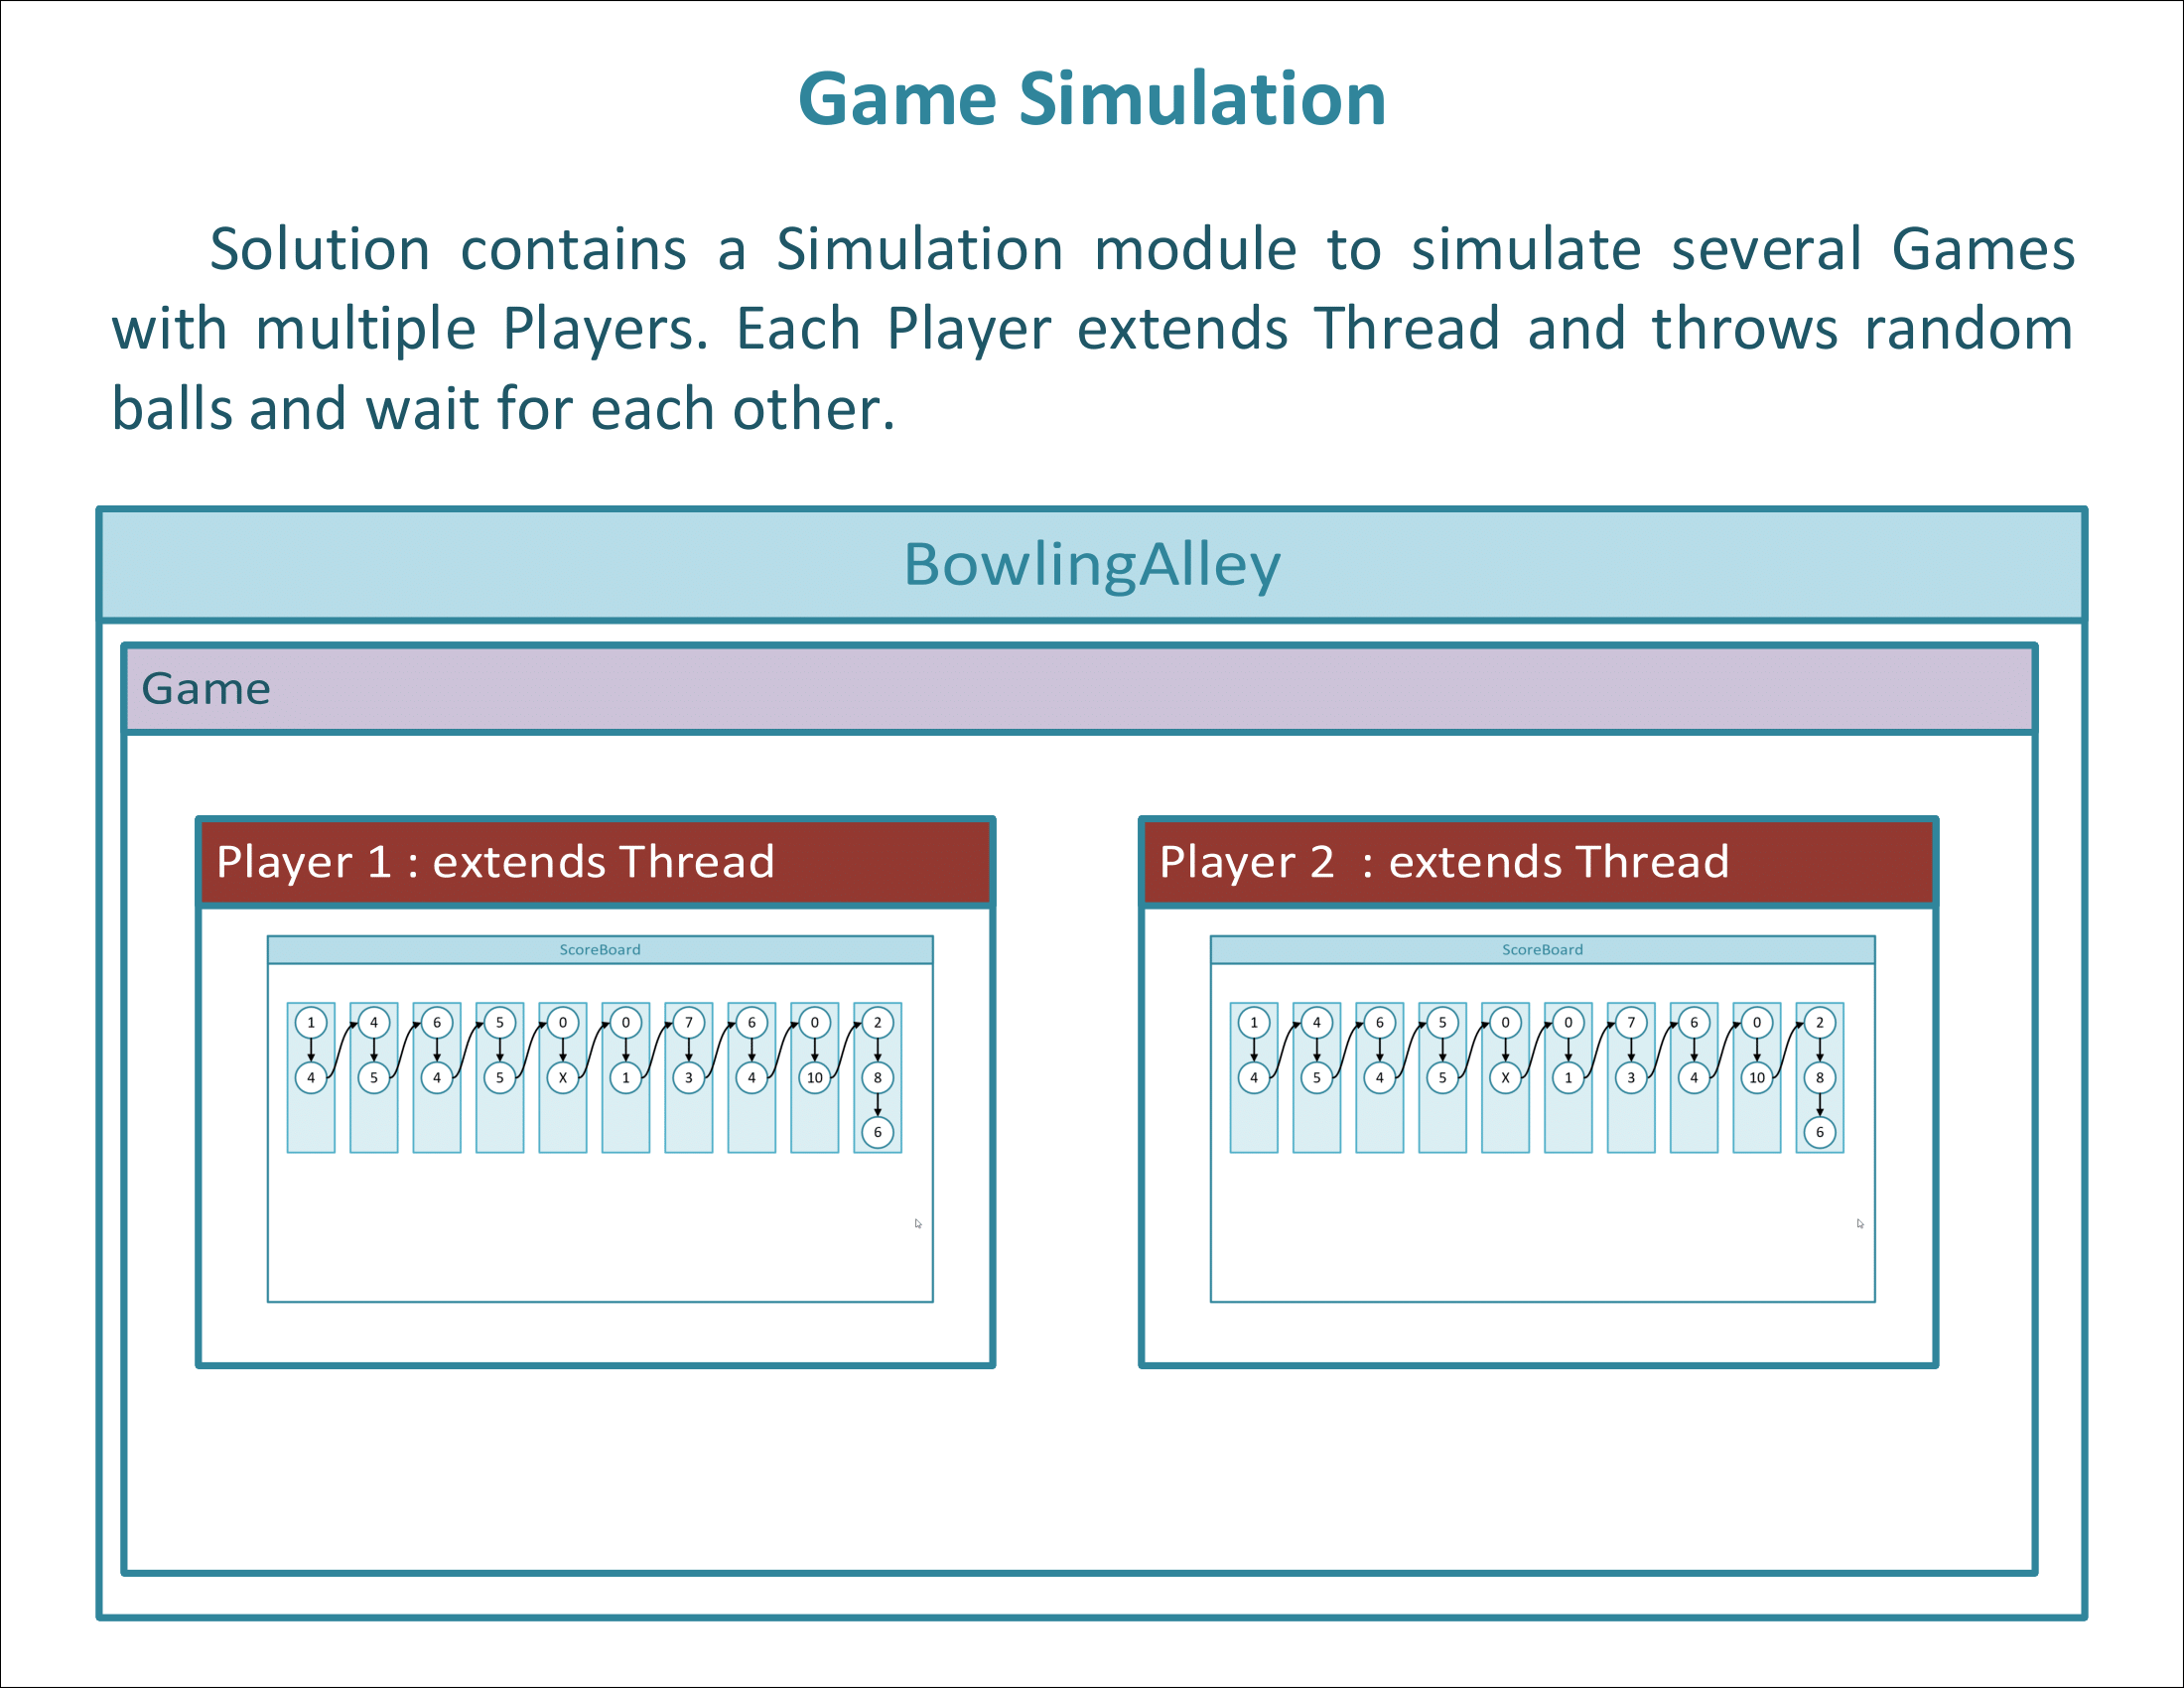 Game Simulation
Solution contains a Simulation module to simulate several Games
with multiple Players. Each Player extends Thread and throws random
balls and wait for each other.
BowlingAlley
Game
Player 1 : extends Thread
ScoreBoard
1 4 6 5 0 0 7 6 0 2
4 5 4 5 X 1 3 4 10 8
6
Player 2 : extends Thread
ScoreBoard
1 4 6 5 0 0 7 6 0 2
4 5 4 5 X 1 3 4 10 8
6